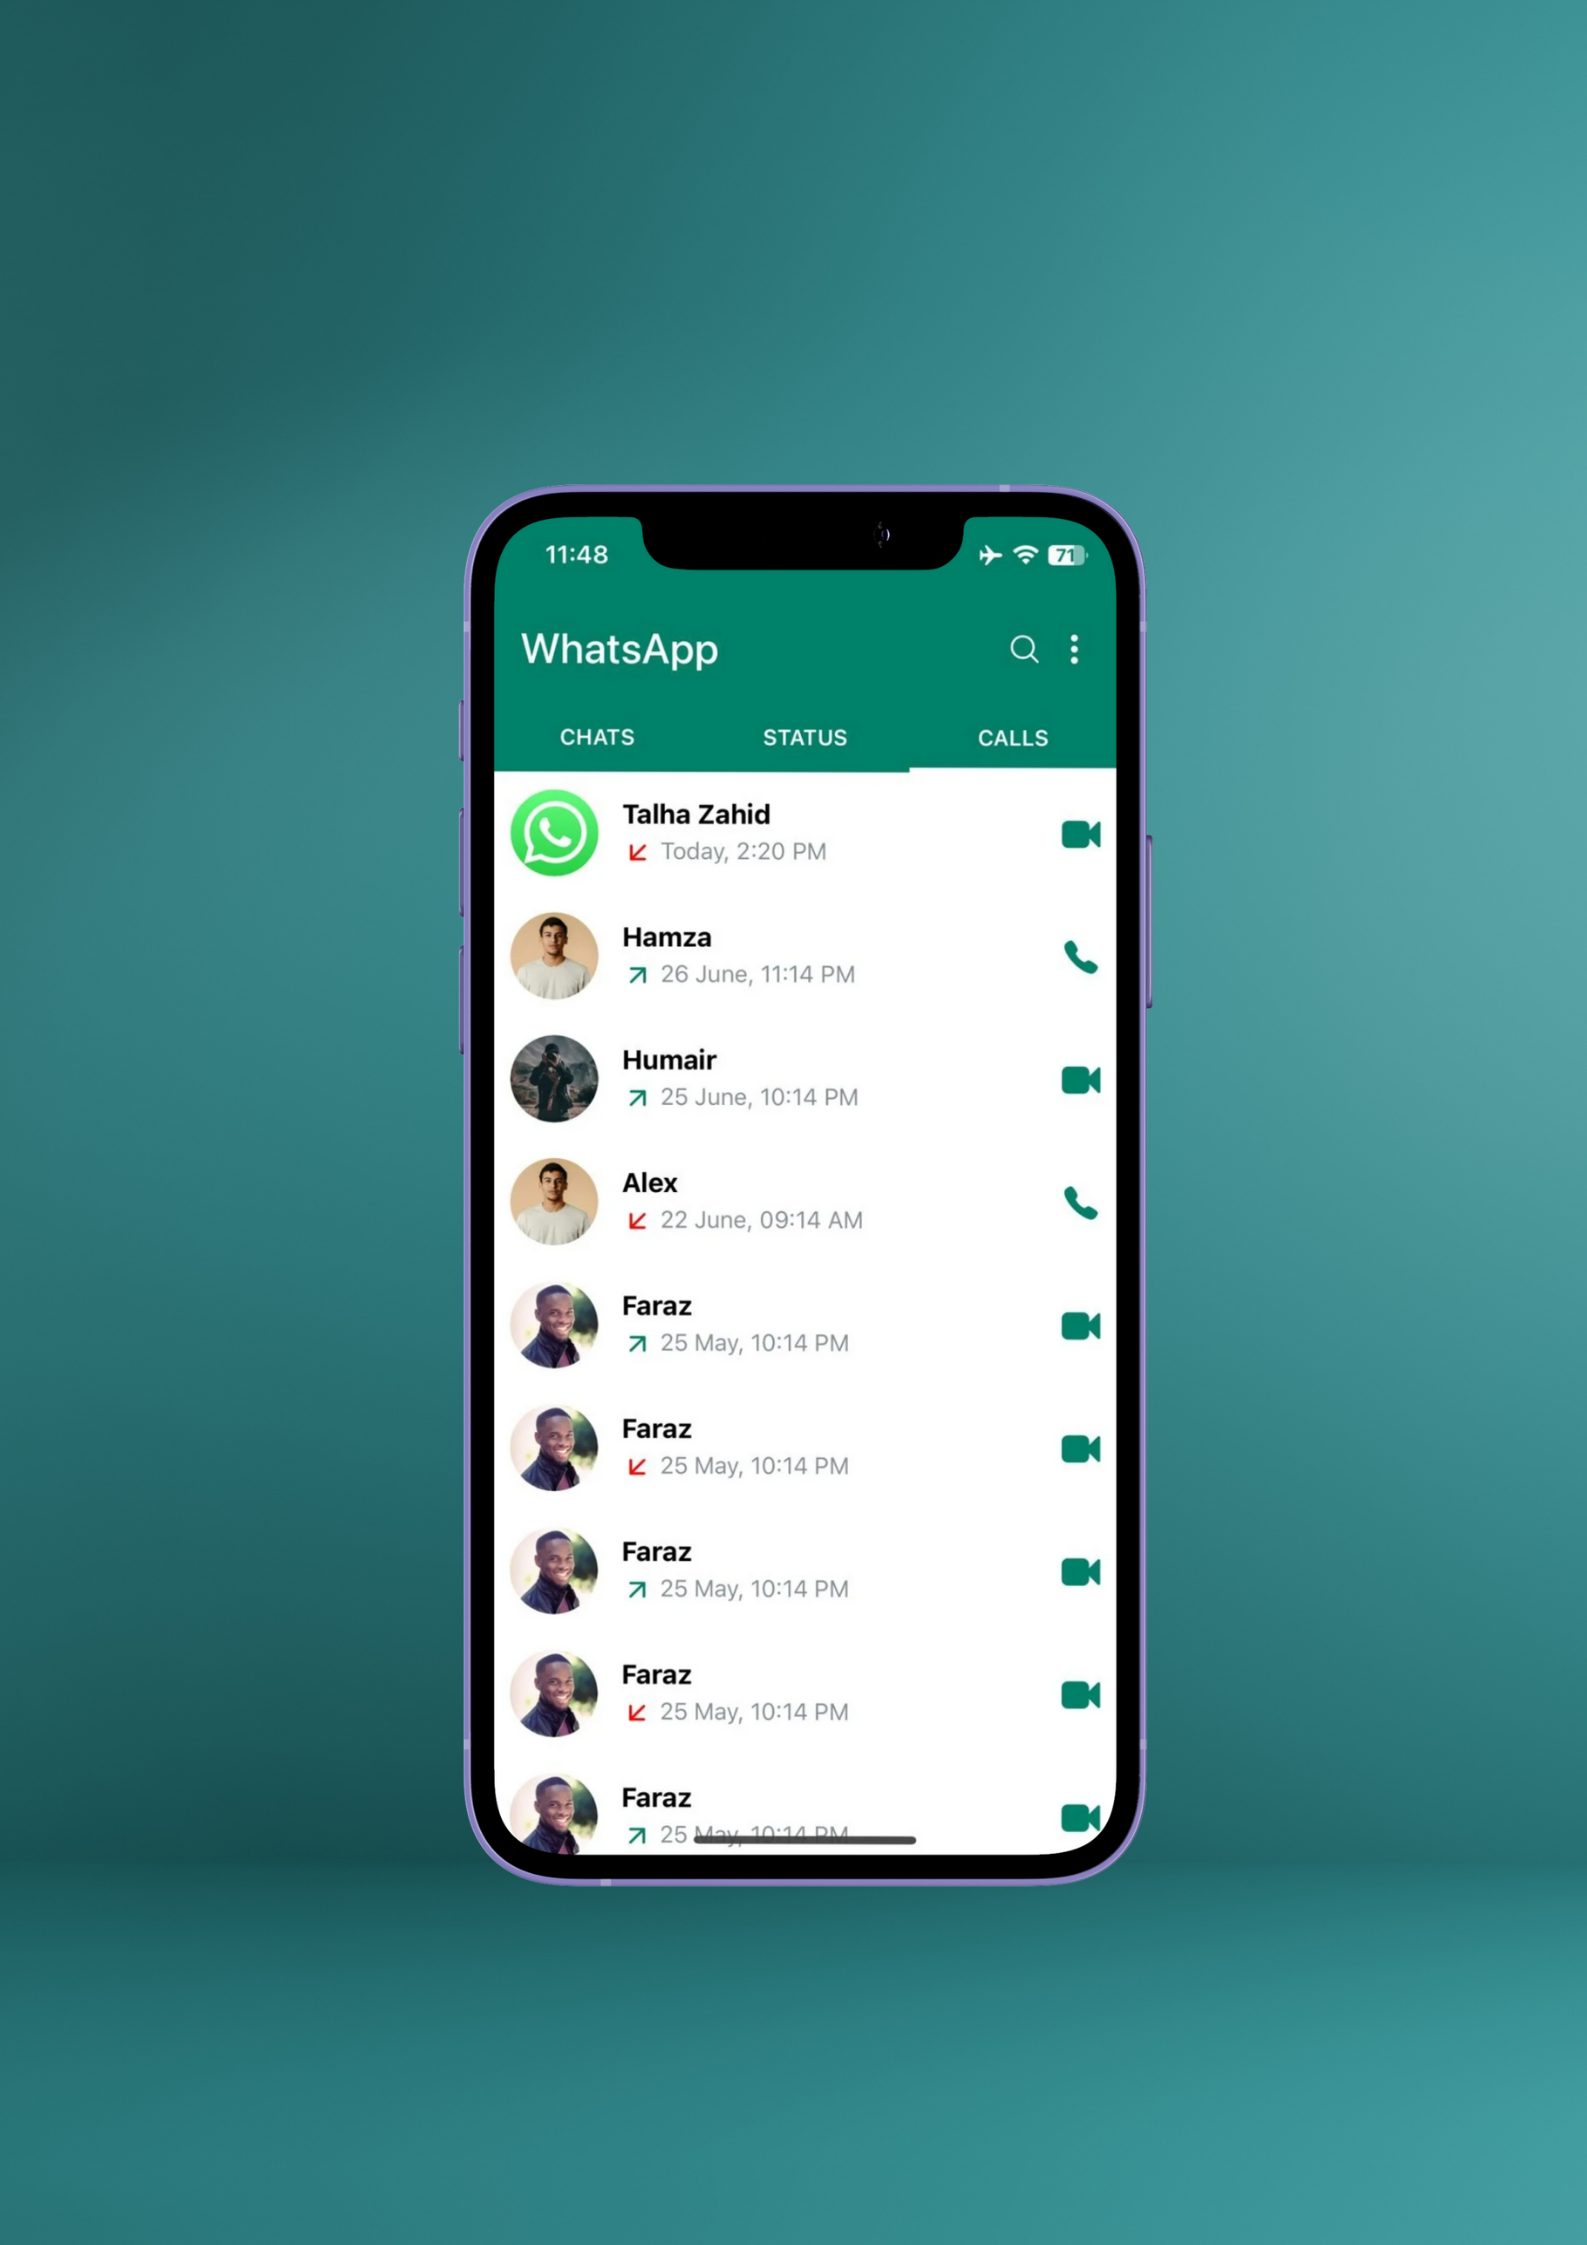 11:48
71
WhatsApp
CHATS STATUS CALLS
Talha Zahid
Today, 2:20 PM
Hamza
26 June, 11:14 PM
Humair
25 June, 10:14 PM
Alex
22 June, 09:14 AM
Faraz
25 May, 10:14 PM
Faraz
25 May, 10:14 PM
Faraz
25 May, 10:14 PM
Faraz
25 May, 10:14 PM
Faraz
25 May, 10:14 PM